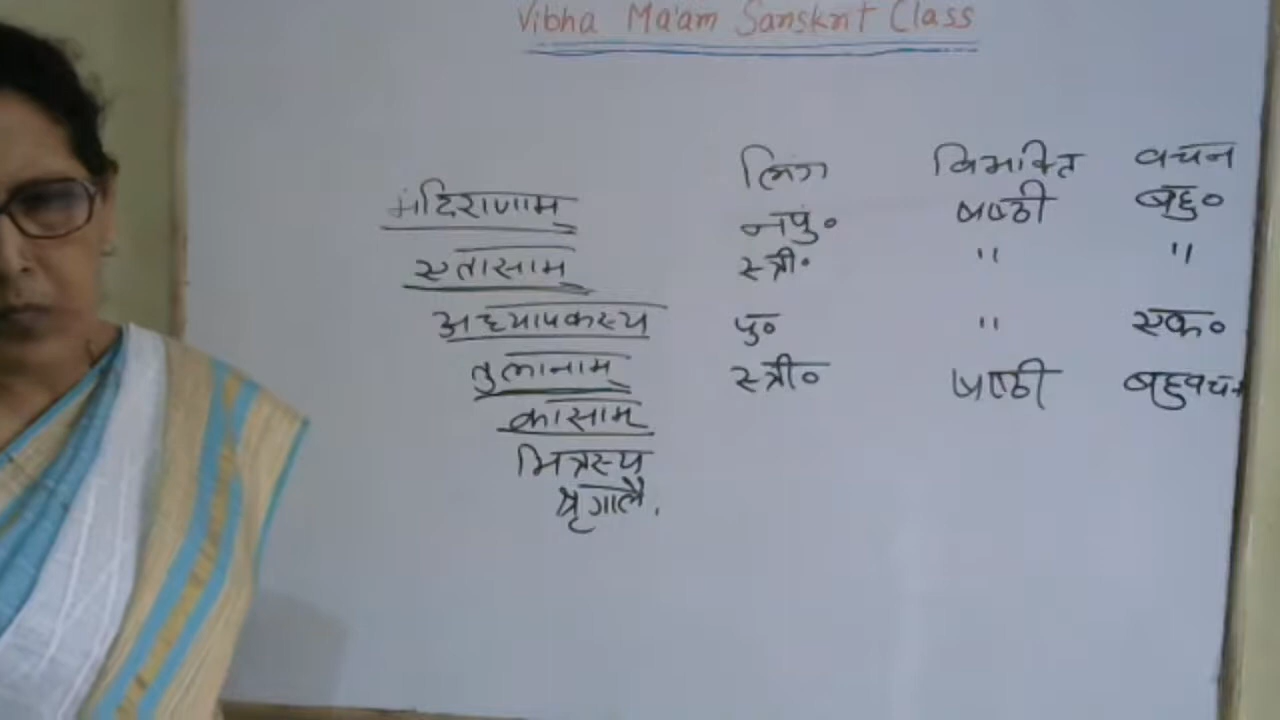 Vibha Ma'am Sanskrit Class
लिंग विभक्ति वचन
मंदिराणाम् नपुं० षष्ठी बहु०
एतासाम् स्त्री० " "
अध्यापकस्य पु० " एक०
तुलानाम् स्त्री० षष्ठी बहुवचन
कासाम्
मित्रस्य
शृगालै: